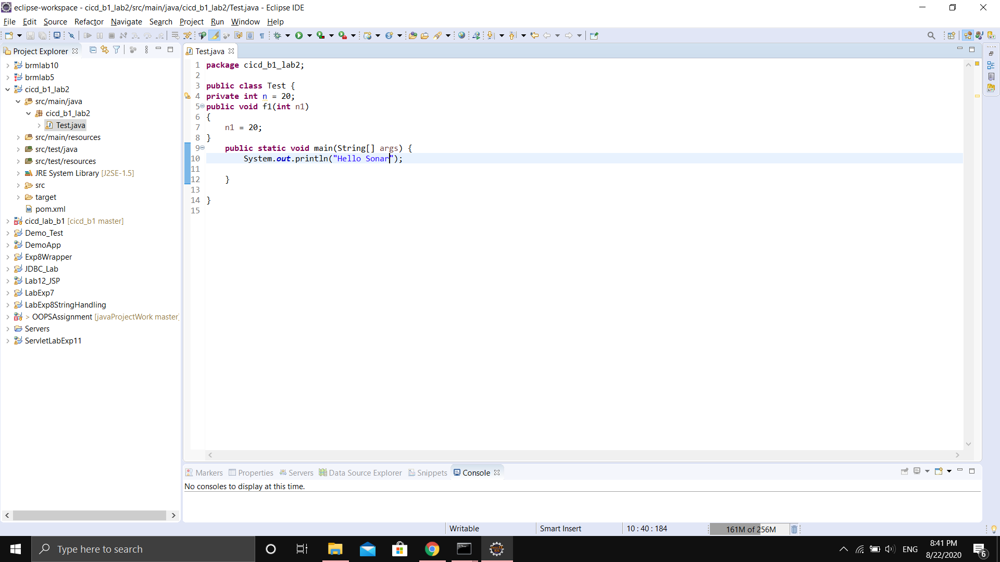 eclipse-workspace - cicd_b1_lab2/src/main/java/cicd_b1_lab2/Test.java - Eclipse IDE
File Edit Source Refactor Navigate Search Project Run Window Help
Project Explorer
brmlab10
brmlab5
cicd_b1_lab2
src/main/java
cicd_b1_lab2
Test.java
src/main/resources
src/test/java
src/test/resources
JRE System Library [J2SE-1.5]
src
target
pom.xml
cicd_lab_b1 [cicd_b1 master]
Demo_Test
DemoApp
Exp8Wrapper
JDBC_Lab
Lab12_JSP
LabExp7
LabExp8StringHandling
> OOPSAssignment [javaProjectWork master]
Servers
ServletLabExp11
Test.java
1 package cicd_b1_lab2;
2
3 public class Test {
4 private int n = 20;
5 public void f1(int n1)
6 {
7 n1 = 20;
8 }
9 public static void main(String[] args) {
10 System.out.println("Hello Sonar");
11
12 }
13
14 }
15
Markers Properties Servers Data Source Explorer Snippets Console
No consoles to display at this time.
Writable Smart Insert 10 : 40 : 184 161M of 256M
Type here to search
ENG
8:41 PM
8/22/2020
6